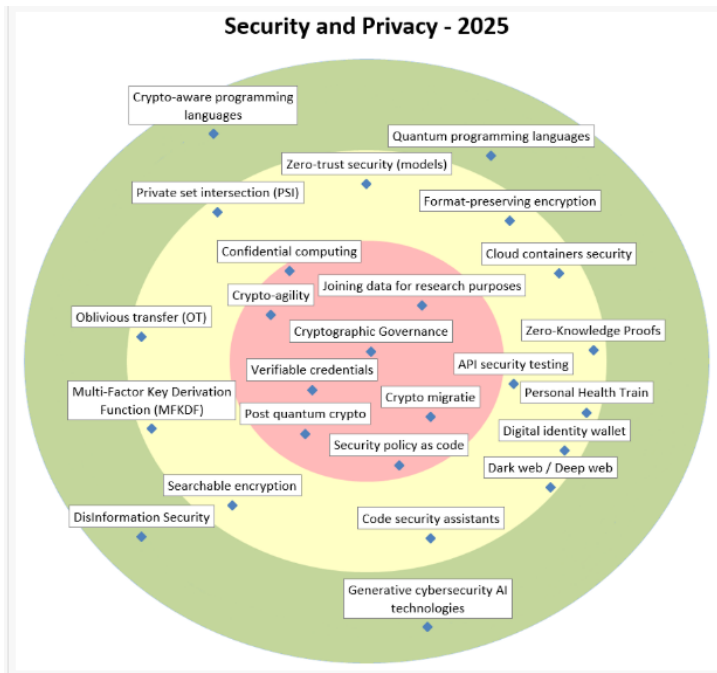 Security and Privacy - 2025
Crypto-aware programming
languages
Quantum programming languages
Zero-trust security (models)
Private set intersection (PSI)
Format-preserving encryption
Confidential computing
Cloud containers security
Crypto-agility
Joining data for research purposes
Oblivious transfer (OT)
Cryptographic Governance
Zero-Knowledge Proofs
Verifiable credentials
API security testing
Multi-Factor Key Derivation
Function (MFKDF)
Crypto migratie
Personal Health Train
Post quantum crypto
Digital identity wallet
Security policy as code
Dark web / Deep web
Searchable encryption
DisInformation Security
Code security assistants
Generative cybersecurity AI
technologies